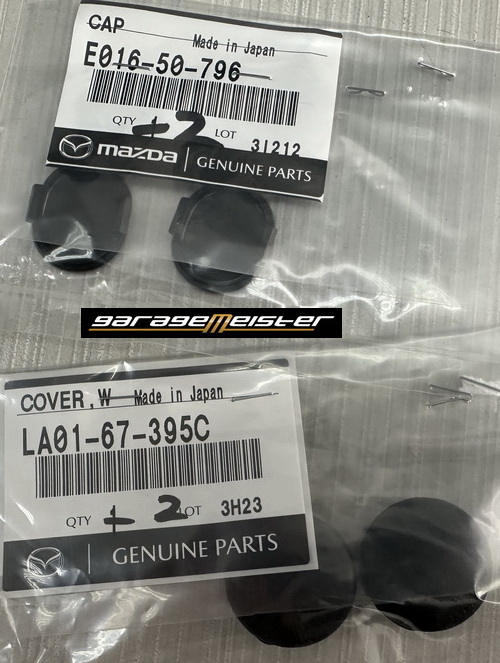 CAP
Made in Japan
E016-50-796
QTY 2 LOT 3I212
mazda GENUINE PARTS
garagemeister
COVER,W Made in Japan
LA01-67-395C
QTY 2 LOT 3H23
GENUINE PARTS